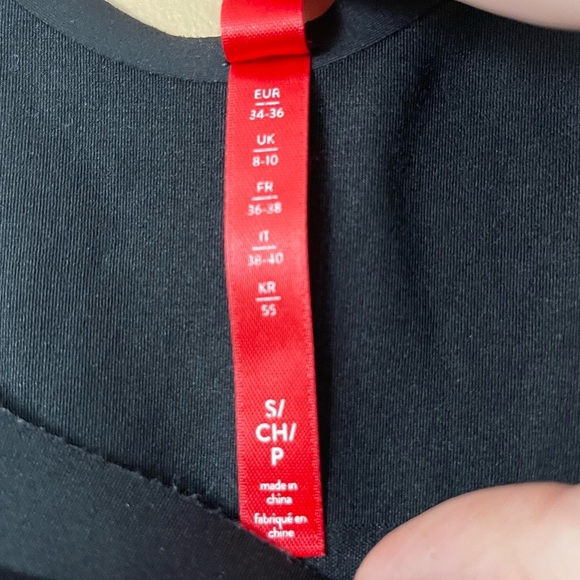 EUR
34-36
UK
8-10
FR
36-38
IT
38-40
KR
55
S/
CH/
P
made in
china
fabriqué en
chine